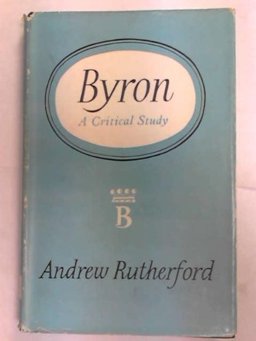 Byron
A Critical Study
B
Andrew Rutherford